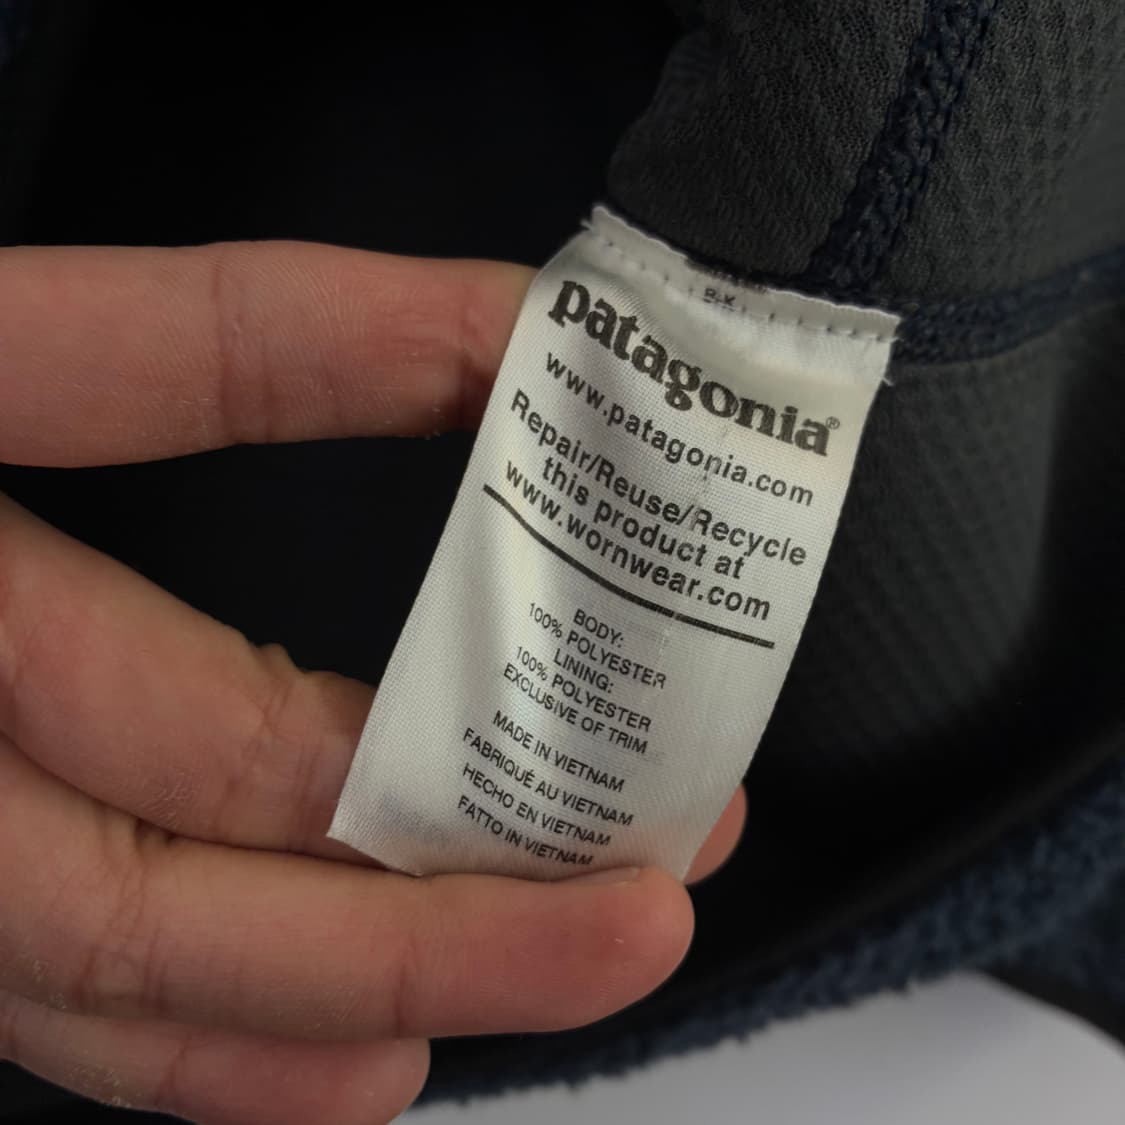 patagonia®
www.patagonia.com
Repair/Reuse/Recycle
this product at
www.wornwear.com
BODY:
100% POLYESTER
LINING:
100% POLYESTER
EXCLUSIVE OF TRIM
MADE IN VIETNAM
FABRIQUÉ AU VIETNAM
HECHO EN VIETNAM
FATTO IN VIETNAM